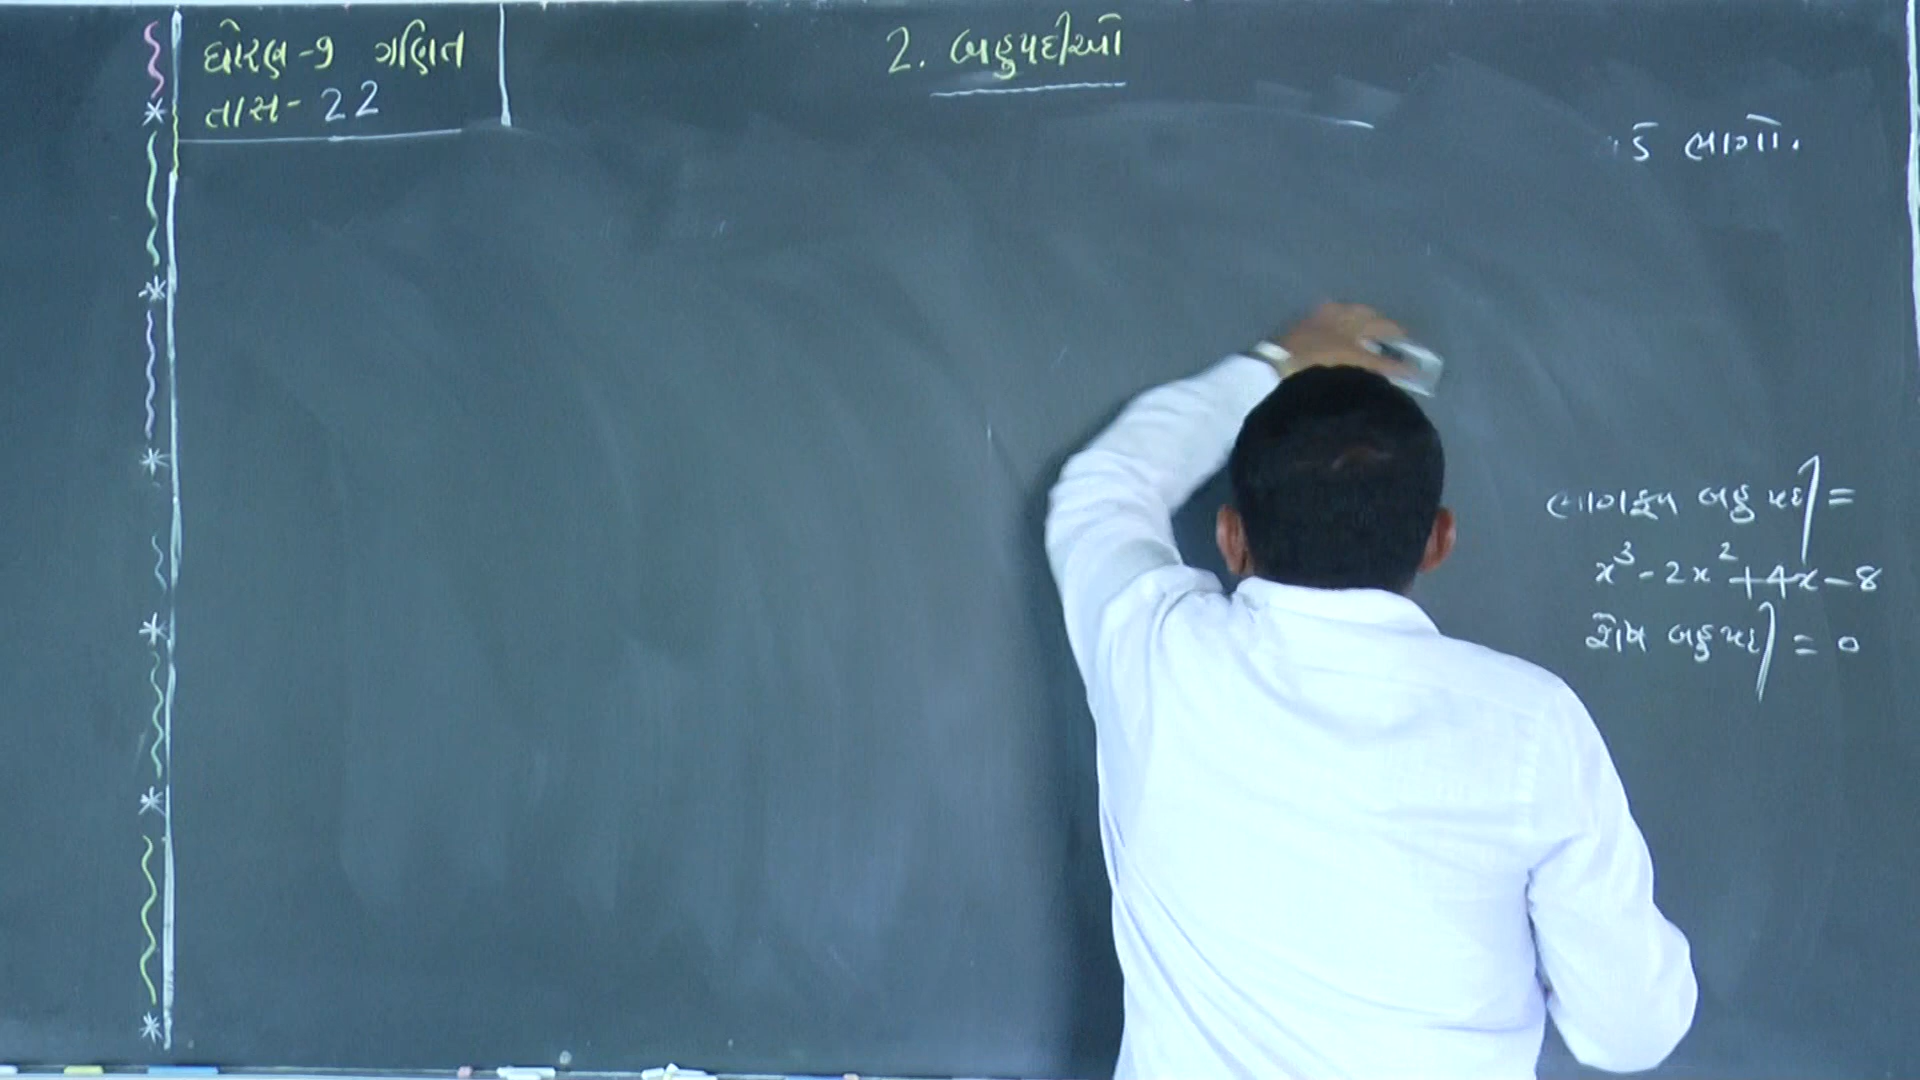 ધોરણ-9 ગણિત
તાસ- 22
2. બહુપદીઓ
ભાગો.
ભાગફળ બહુપદી =
x³ - 2x² + 4x - 8
શેષ બહુપદી = 0